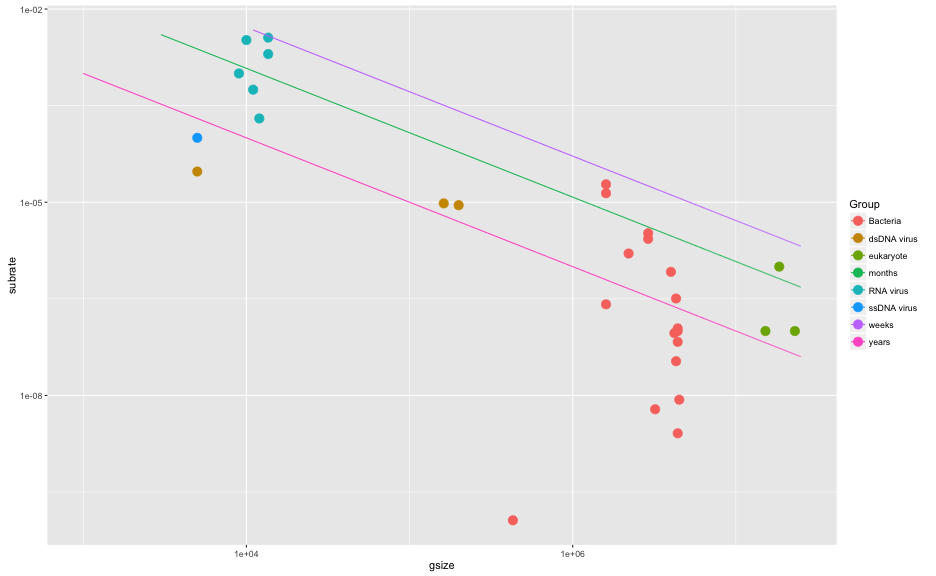 1e-02
1e-05
1e-08
subrate
1e+04
1e+06
gsize
Group
Bacteria
dsDNA virus
eukaryote
months
RNA virus
ssDNA virus
weeks
years